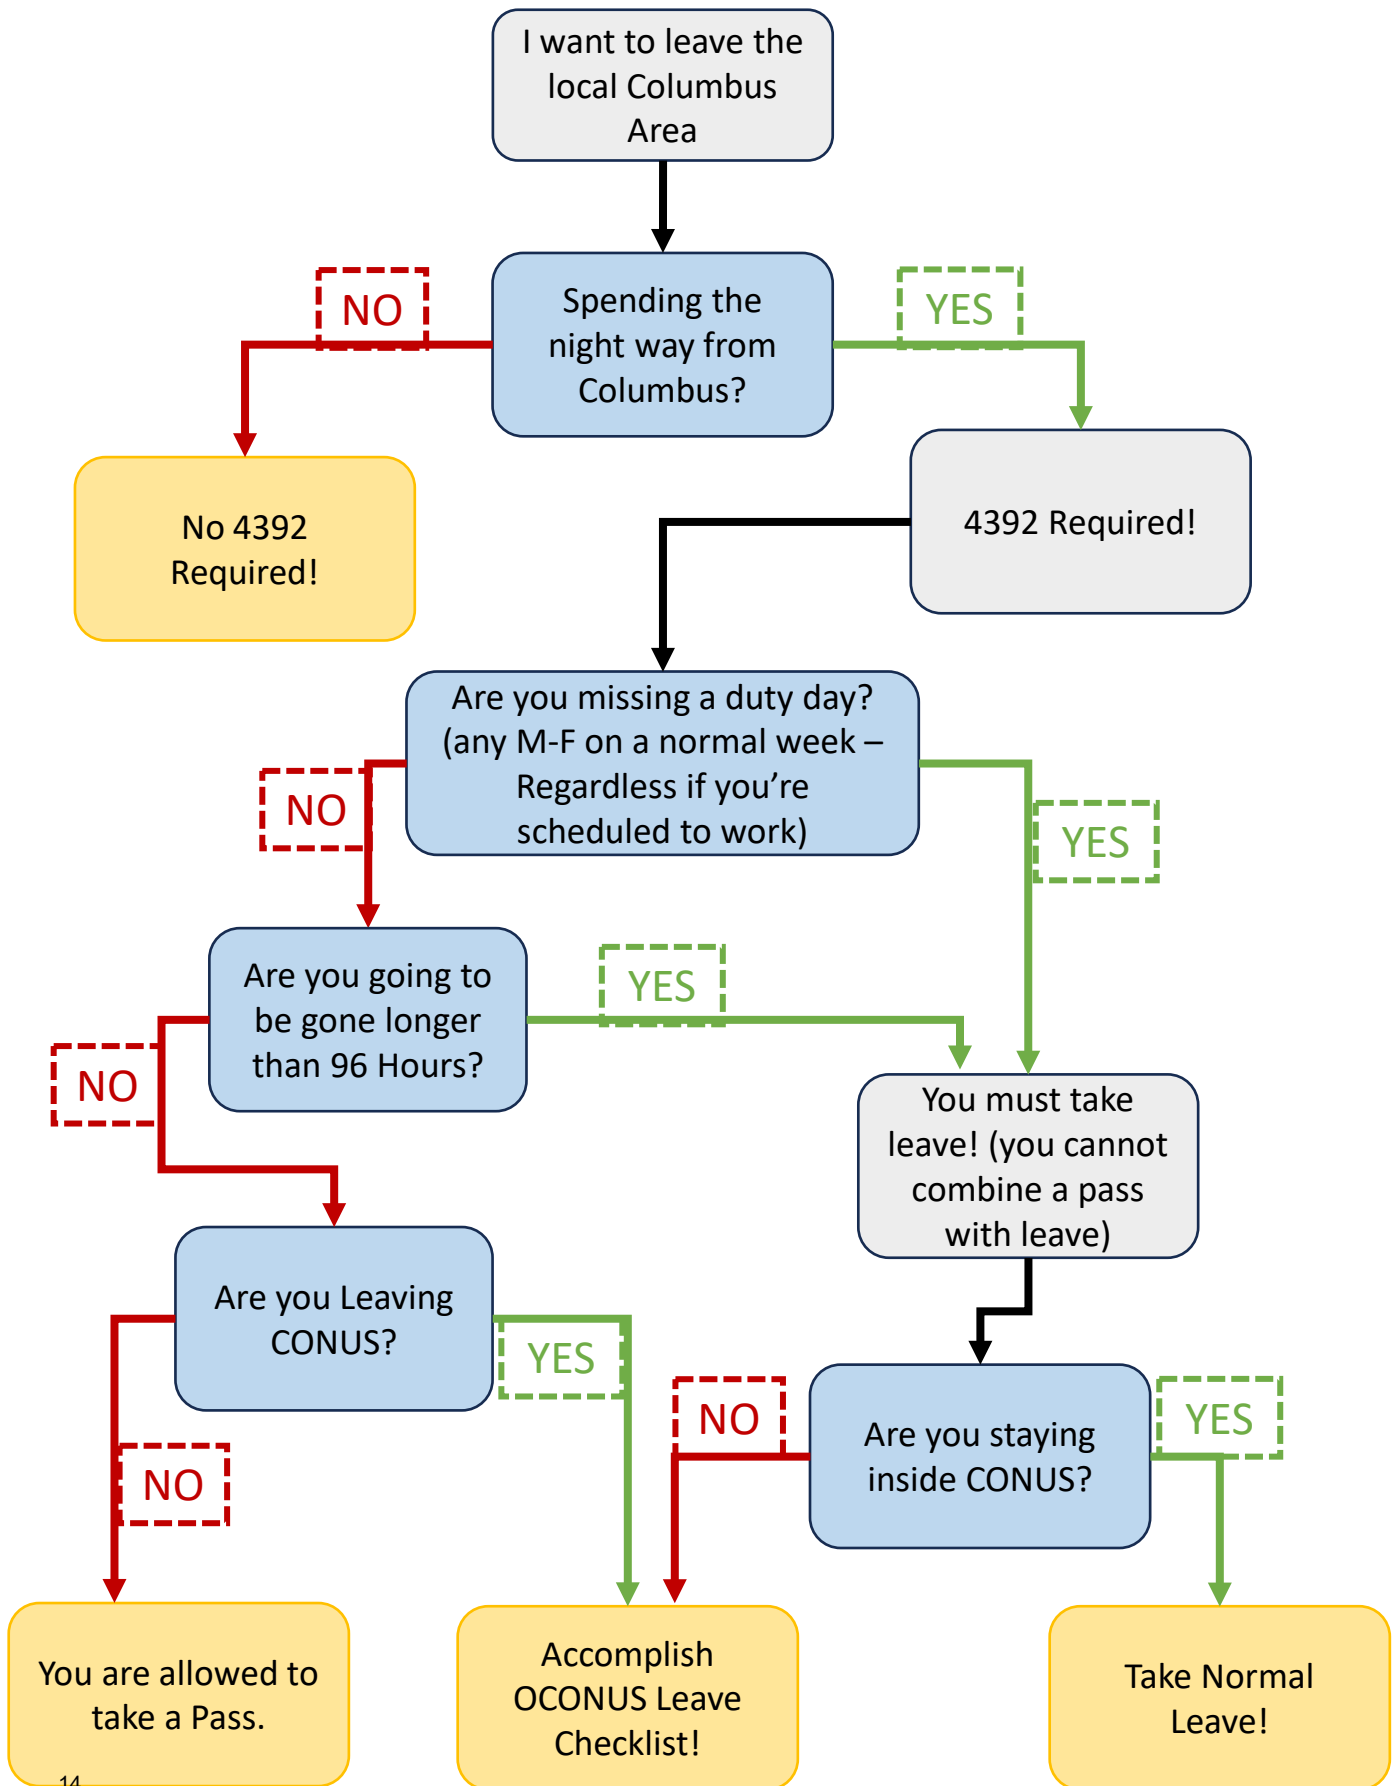 I want to leave the
local Columbus
Area
NO
Spending the
night way from
Columbus?
YES
No 4392
Required!
4392 Required!
Are you missing a duty day?
(any M-F on a normal week –
Regardless if you're
scheduled to work)
NO
YES
Are you going to
be gone longer
than 96 Hours?
YES
NO
You must take
leave! (you cannot
combine a pass
with leave)
Are you Leaving
CONUS?
YES
NO
NO
Are you staying
inside CONUS?
YES
You are allowed to
take a Pass.
Accomplish
OCONUS Leave
Checklist!
Take Normal
Leave!
14